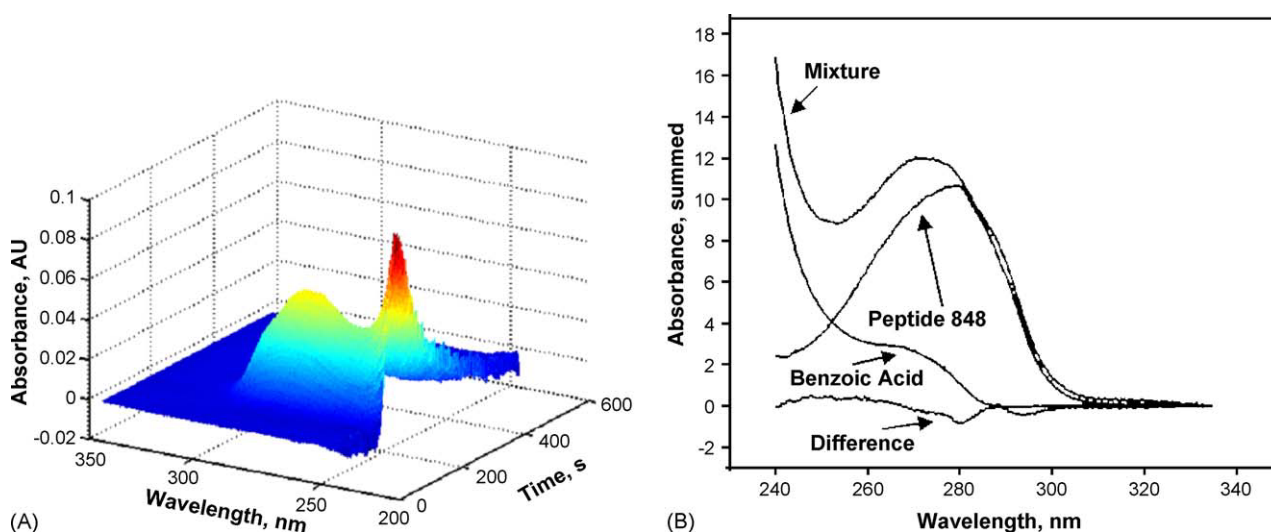 0.1
0.08
0.06
0.04
0.02
0
-0.02
Absorbance, AU
350
300
250
200
Wavelength, nm
0
200
400
600
Time, s
(A)
18
16
14
12
10
8
6
4
2
0
-2
Absorbance, summed
Mixture
Peptide 848
Benzoic Acid
Difference
240
260
280
300
320
340
Wavelength, nm
(B)